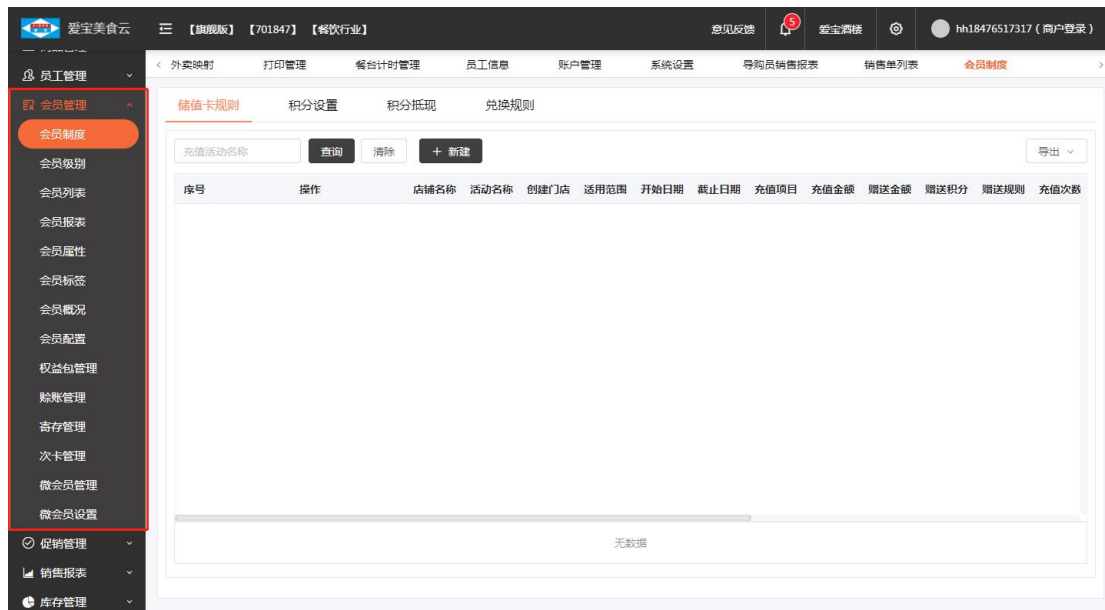 爱宝美食云
【旗舰版】 【701847】 【餐饮行业】
意见反馈 5 爱宝酒楼 hh18476517317（商户登录）
员工管理
外卖映射 打印管理 餐台计时管理 员工信息 账户管理 系统设置 导购员销售报表 销售单列表 会员制度
会员管理
会员制度
会员级别
会员列表
会员报表
会员属性
会员标签
会员概况
会员配置
权益包管理
赊账管理
寄存管理
次卡管理
微会员管理
微会员设置
促销管理
销售报表
库存管理
储值卡规则 积分设置 积分抵现 兑换规则
充值活动名称 查询 清除 + 新建 导出
序号 操作 店铺名称 活动名称 创建门店 适用范围 开始日期 截止日期 充值项目 充值金额 赠送金额 赠送积分 赠送规则 充值次数
无数据